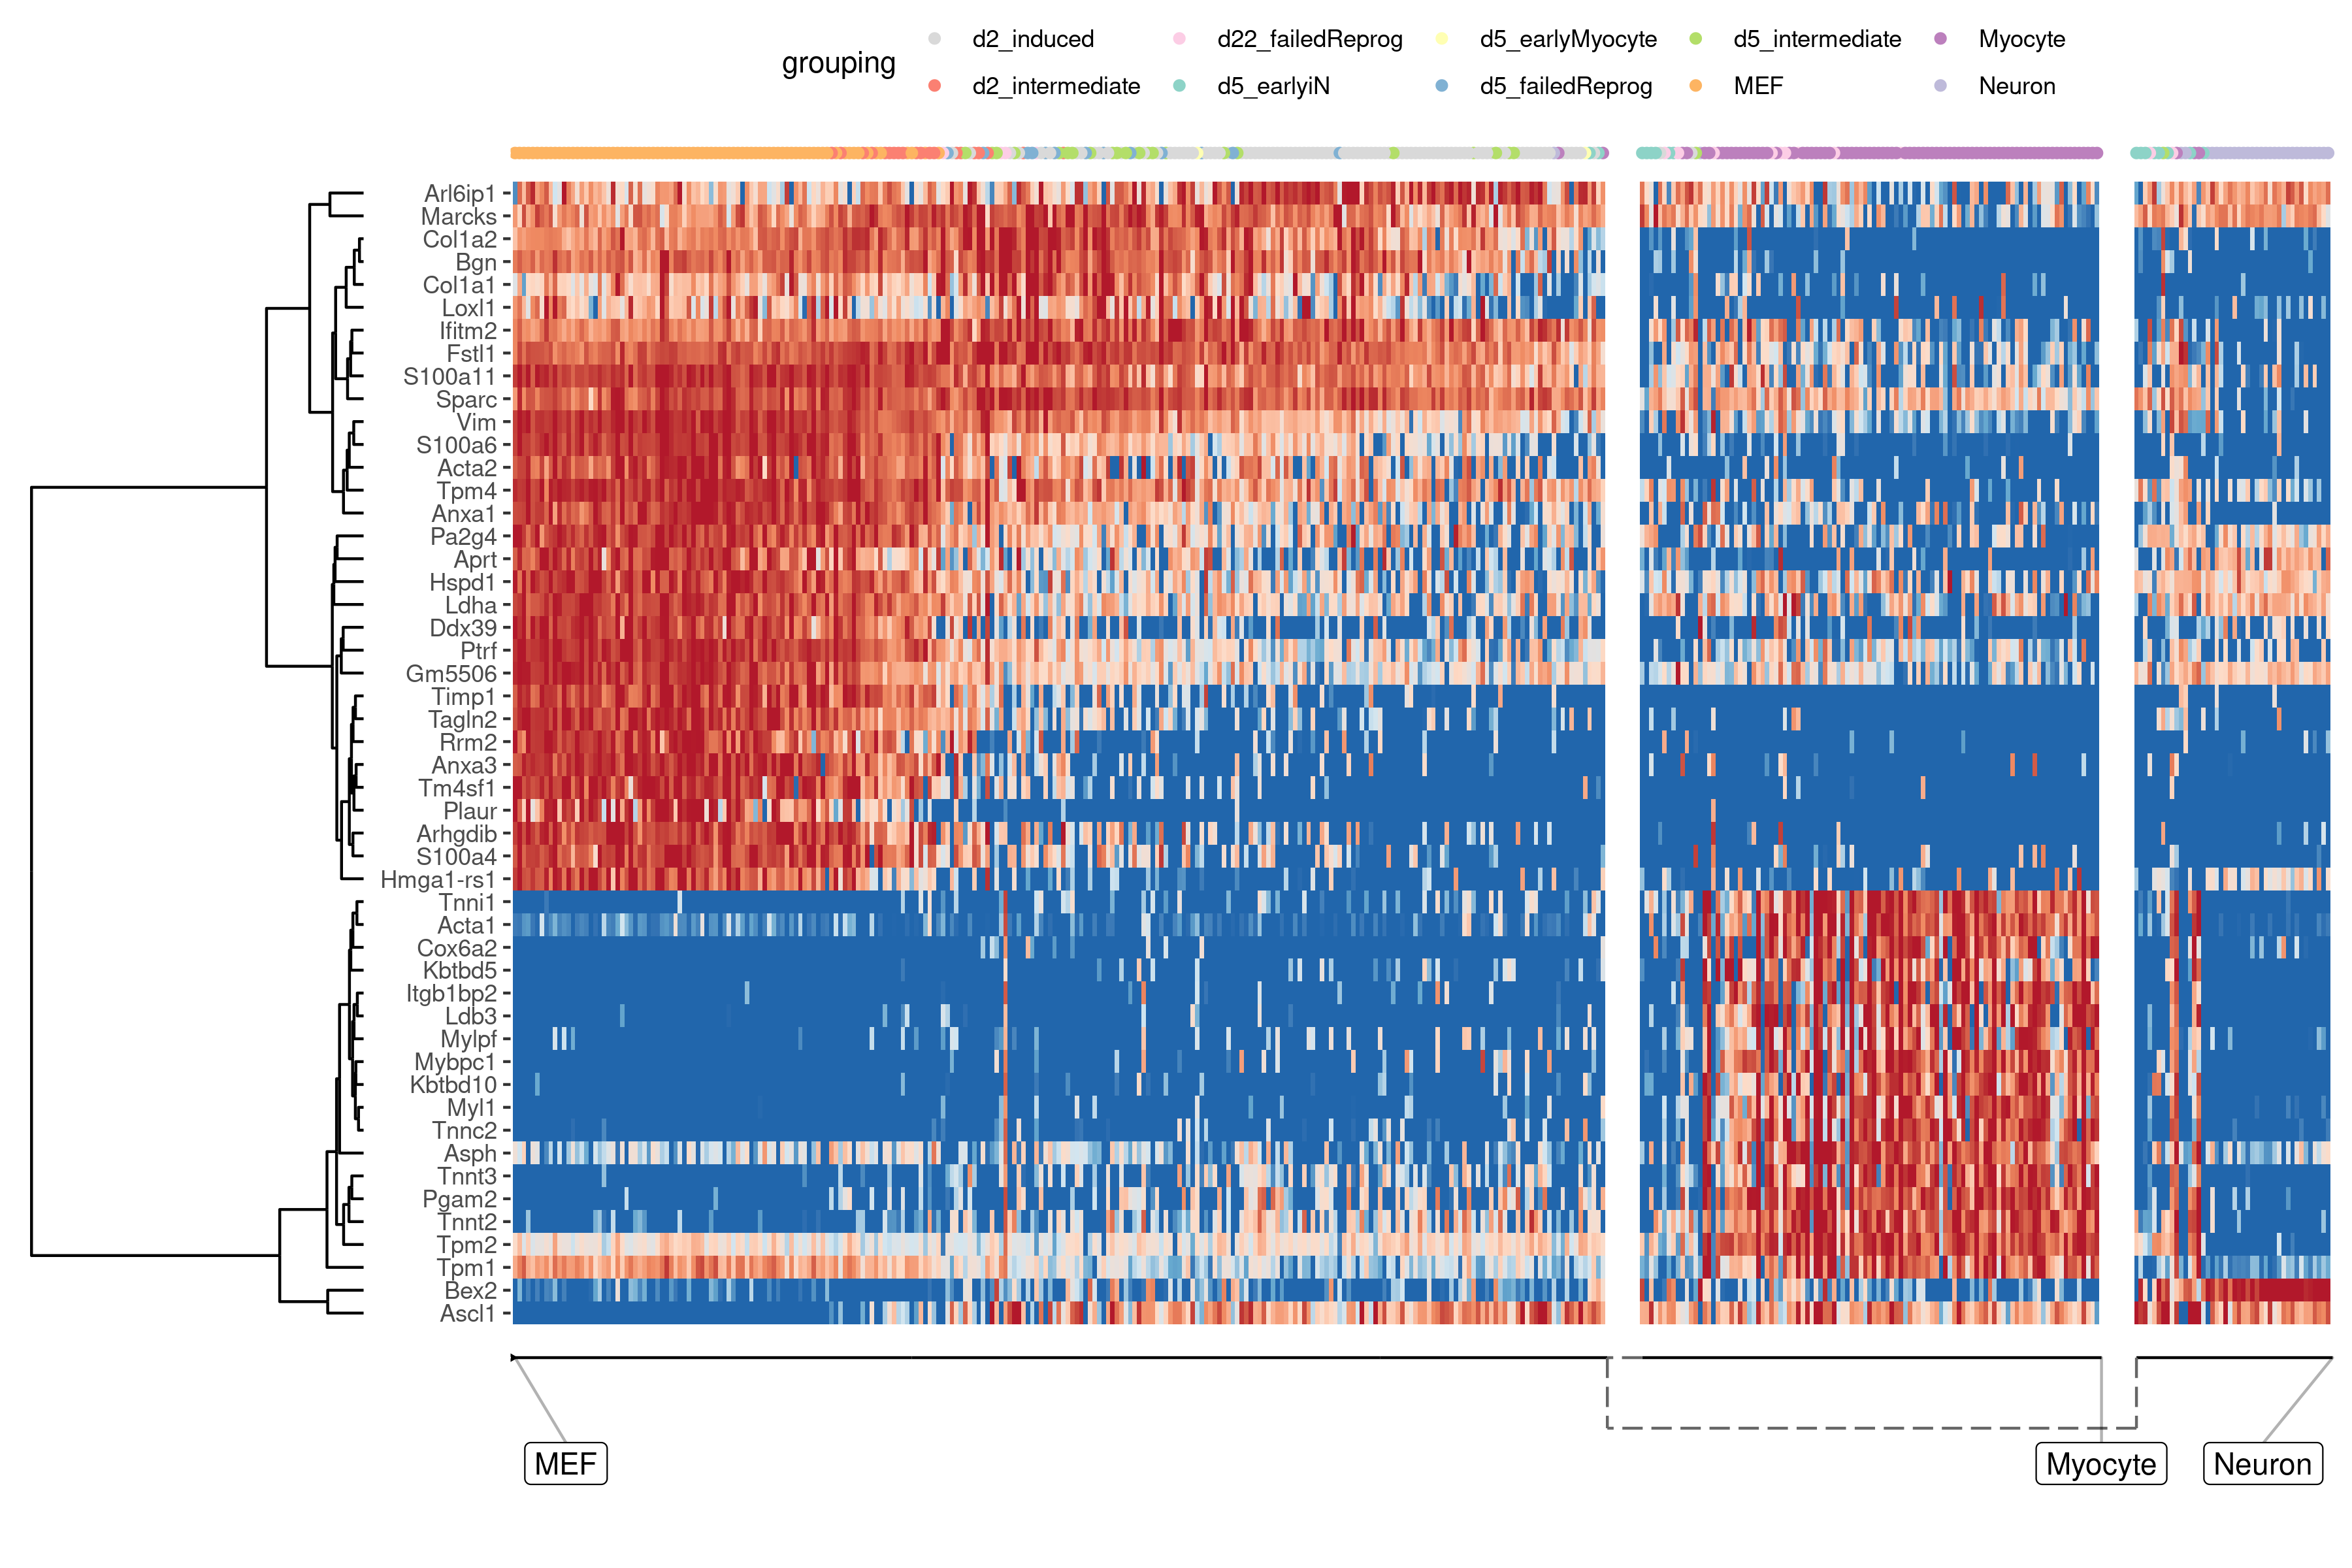 grouping
d2_induced d22_failedReprog d5_earlyMyocyte d5_intermediate Myocyte
d2_intermediate d5_earlyiN d5_failedReprog MEF Neuron
Arl6ip1
Marcks
Col1a2
Bgn
Col1a1
Loxl1
Ifitm2
Fstl1
S100a11
Sparc
Vim
S100a6
Acta2
Tpm4
Anxa1
Pa2g4
Aprt
Hspd1
Ldha
Ddx39
Ptrf
Gm5506
Timp1
Tagln2
Rrm2
Anxa3
Tm4sf1
Plaur
Arhgdib
S100a4
Hmga1-rs1
Tnni1
Acta1
Cox6a2
Kbtbd5
Itgb1bp2
Ldb3
Mylpf
Mybpc1
Kbtbd10
Myl1
Tnnc2
Asph
Tnnt3
Pgam2
Tnnt2
Tpm2
Tpm1
Bex2
Ascl1
MEF Myocyte Neuron